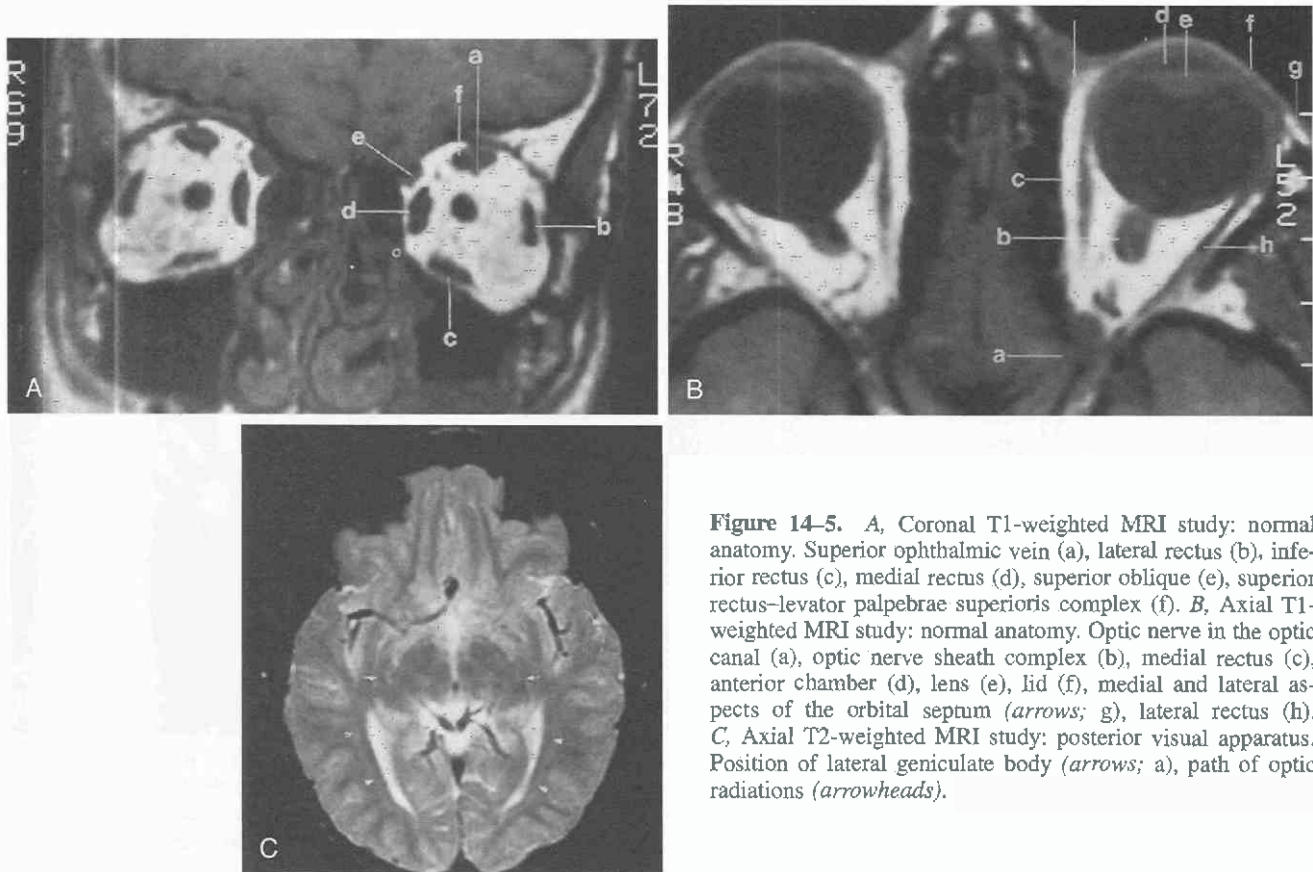 R
6
9
a
f
e
d
b
c
L
7
2
A
R
4
8
d
e
f
g
c
b
h
a
L
5
2
B
C
Figure 14–5. A, Coronal T1-weighted MRI study: normal
anatomy. Superior ophthalmic vein (a), lateral rectus (b), infe-
rior rectus (c), medial rectus (d), superior oblique (e), superior
rectus–levator palpebrae superioris complex (f). B, Axial T1-
weighted MRI study: normal anatomy. Optic nerve in the optic
canal (a), optic nerve sheath complex (b), medial rectus (c),
anterior chamber (d), lens (e), lid (f), medial and lateral as-
pects of the orbital septum (arrows; g), lateral rectus (h).
C, Axial T2-weighted MRI study: posterior visual apparatus.
Position of lateral geniculate body (arrows; a), path of optic
radiations (arrowheads).